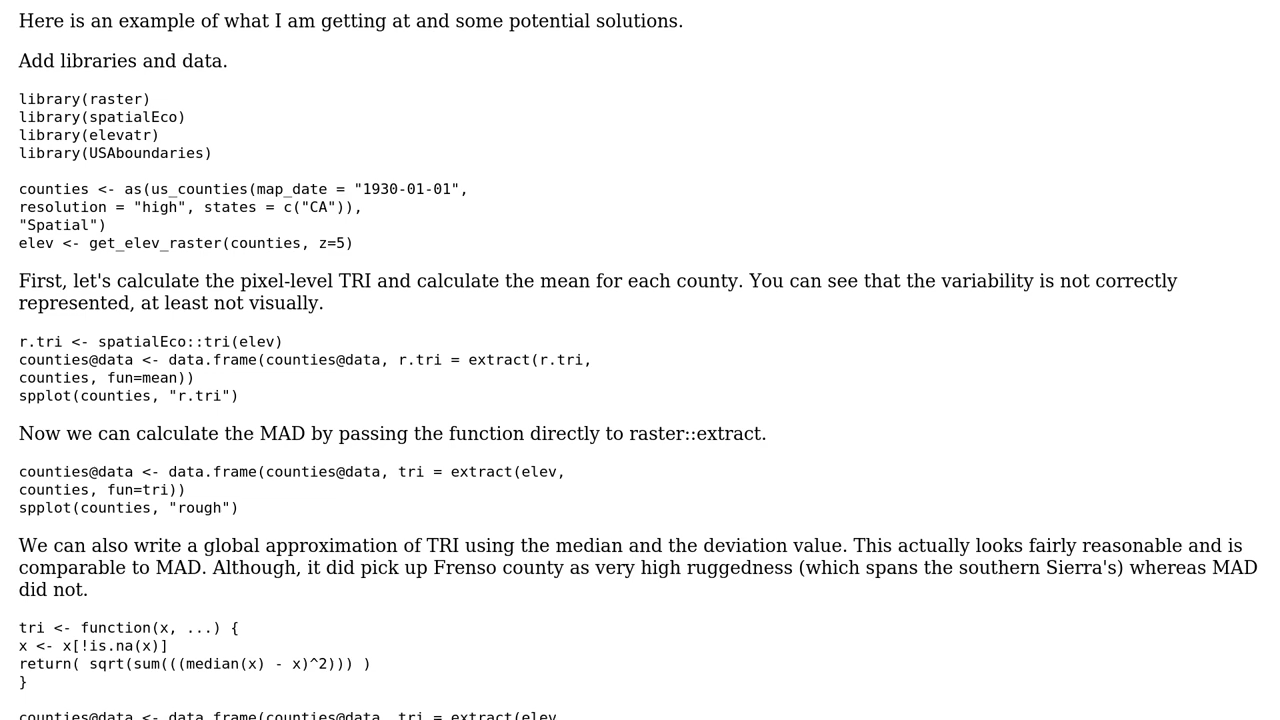 Here is an example of what I am getting at and some potential solutions.
Add libraries and data.
library(raster)
library(spatialEco)
library(elevatr)
library(USAboundaries)
counties <- as(us_counties(map_date = "1930-01-01",
resolution = "high", states = c("CA")),
"Spatial")
elev <- get_elev_raster(counties, z=5)
First, let's calculate the pixel-level TRI and calculate the mean for each county. You can see that the variability is not correctly
represented, at least not visually.
r.tri <- spatialEco::tri(elev)
counties@data <- data.frame(counties@data, r.tri = extract(r.tri,
counties, fun=mean))
spplot(counties, "r.tri")
Now we can calculate the MAD by passing the function directly to raster::extract.
counties@data <- data.frame(counties@data, tri = extract(elev,
counties, fun=tri))
spplot(counties, "rough")
We can also write a global approximation of TRI using the median and the deviation value. This actually looks fairly reasonable and is
comparable to MAD. Although, it did pick up Frenso county as very high ruggedness (which spans the southern Sierra's) whereas MAD
did not.
tri <- function(x, ...) {
x <- x[!is.na(x)]
return( sqrt(sum(((median(x) - x)^2))) )
}
counties@data <- data.frame(counties@data, tri = extract(elev,